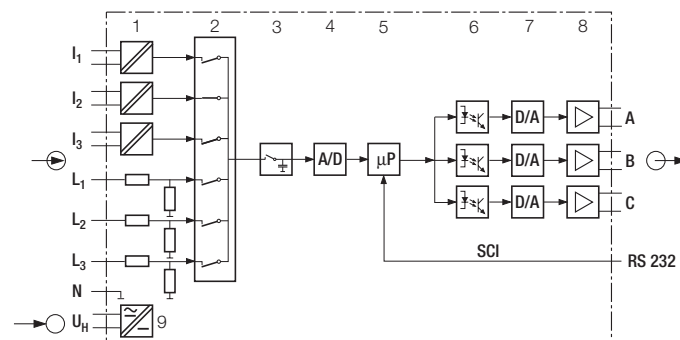 1 2 3 4 5 6 7 8
I1
I2
I3
L1
L2
L3
N
UH
9
A/D
μP
D/A
D/A
D/A
A
B
C
SCI
RS 232